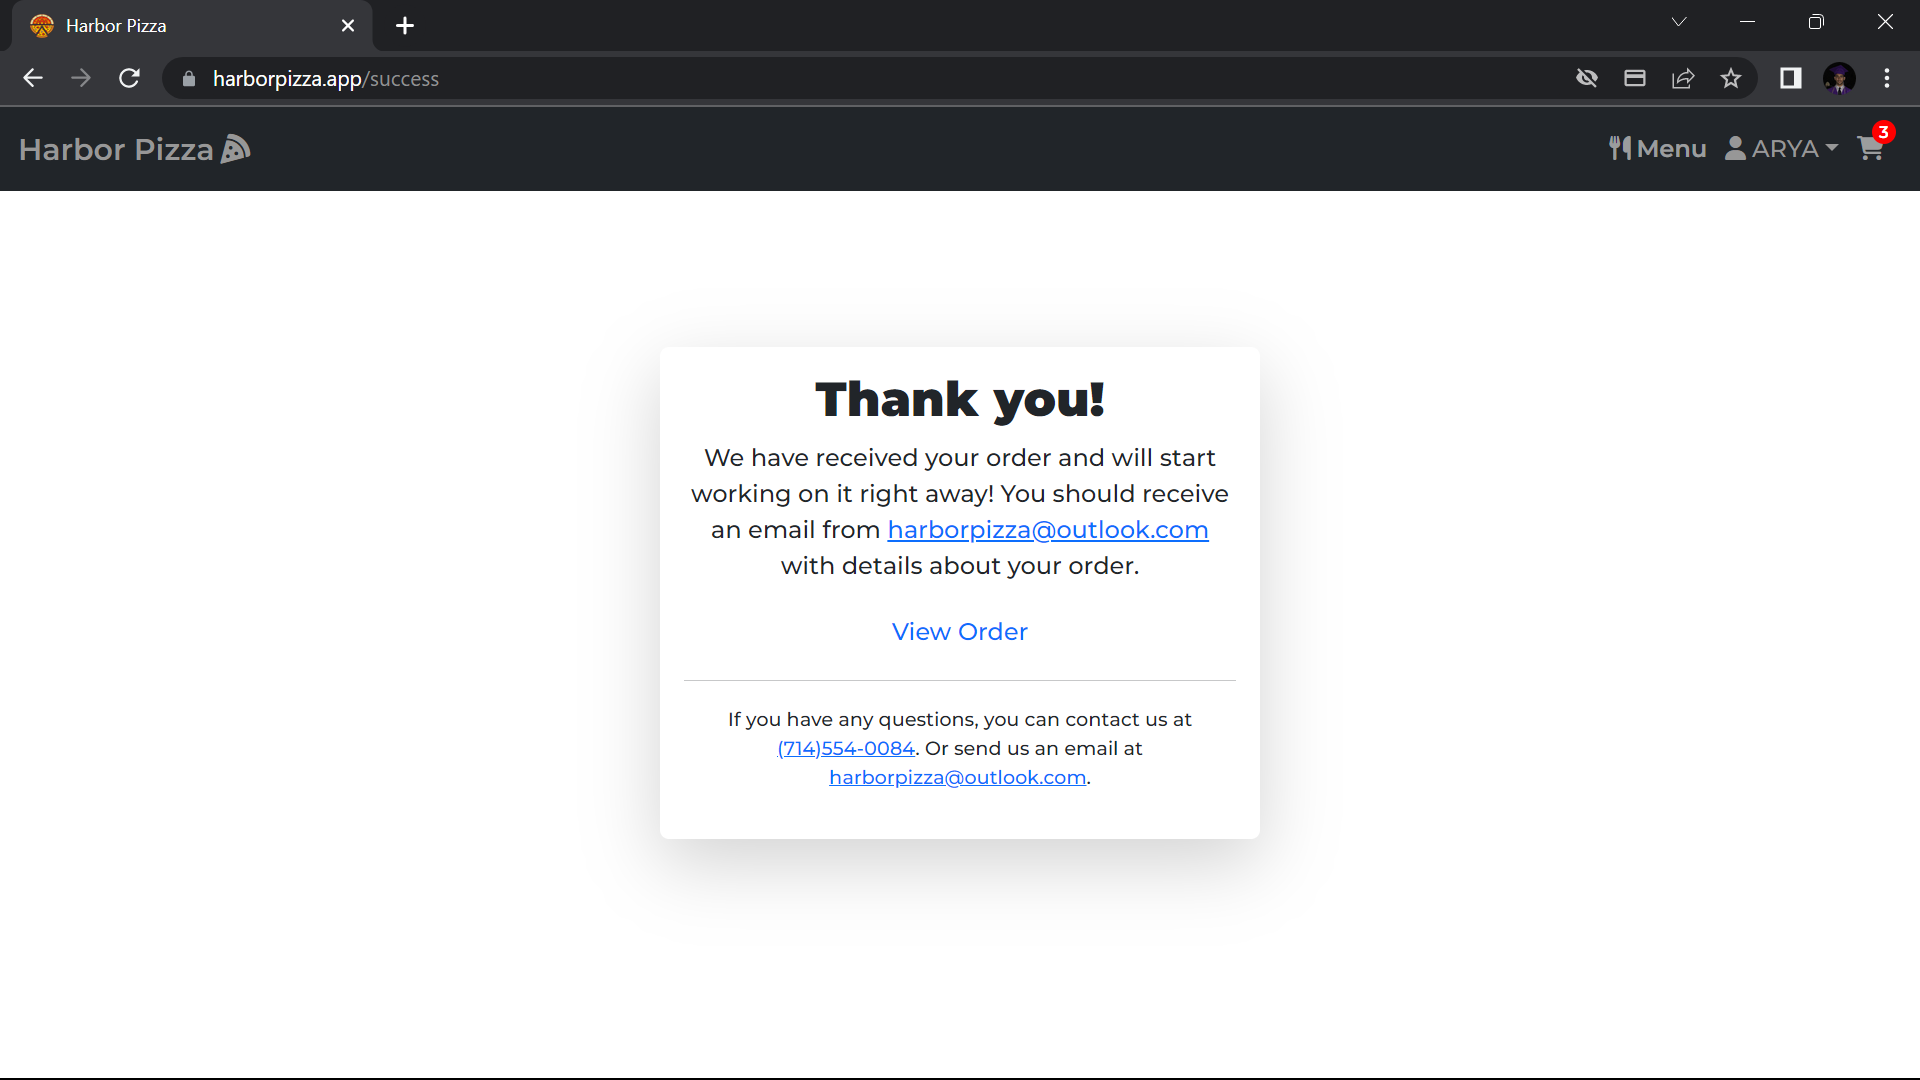 Harbor Pizza
harborpizza.app/success
Harbor Pizza
Menu
ARYA
3
Thank you!
We have received your order and will start
working on it right away! You should receive
an email from harborpizza@outlook.com
with details about your order.
View Order
If you have any questions, you can contact us at
(714)554-0084. Or send us an email at
harborpizza@outlook.com.